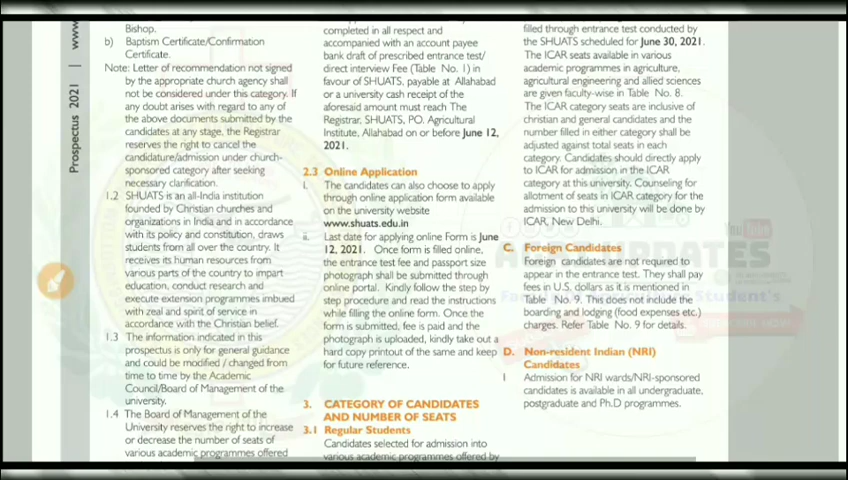 Prospectus 2021 | www
Bishop.
b) Baptism Certificate/Confirmation
Certificate.
Note: Letter of recommendation not signed
by the appropriate church agency shall
not be considered under this category. If
any doubt arises with regard to any of
the above documents submitted by the
candidates at any stage, the Registrar
reserves the right to cancel the
candidature/admission under church-
sponsored category after seeking
necessary clarification.
1.2 SHUATS is an all-India institution
founded by Christian churches and
organizations in India and in accordance
with its policy and constitution, draws
students from all over the country. It
receives its human resources from
various parts of the country to impart
education, conduct research and
execute extension programmes imbued
with zeal and spirit of service in
accordance with the Christian belief.
1.3 The information indicated in this
prospectus is only for general guidance
and could be modified / changed from
time to time by the Academic
Council/Board of Management of the
university.
1.4 The Board of Management of the
University reserves the right to increase
or decrease the number of seats of
various academic programmes offered
completed in all respect and
accompanied with an account payee
bank draft of prescribed entrance test/
direct interview Fee (Table No. 1) in
favour of SHUATS, payable at Allahabad
or a university cash receipt of the
aforesaid amount must reach The
Registrar, SHUATS, PO. Agricultural
Institute, Allahabad on or before June 12,
2021.
2.3 Online Application
i. The candidates can also choose to apply
through online application form available
on the university website
www.shuats.edu.in
ii. Last date for applying online Form is June
12, 2021. Once form is filled online,
the entrance test fee and passport size
photograph shall be submitted through
online portal. Kindly follow the step by
step procedure and read the instructions
while filling the online form. Once the
form is submitted, fee is paid and the
photograph is uploaded, kindly take out a
hard copy printout of the same and keep
for future reference.
3. CATEGORY OF CANDIDATES
AND NUMBER OF SEATS
3.1 Regular Students
Candidates selected for admission into
various academic programmes offered by
filled through entrance test conducted by
the SHUATS scheduled for June 30, 2021.
The ICAR seats available in various
academic programmes in agriculture,
agricultural engineering and allied sciences
are given faculty-wise in Table No. 8.
The ICAR category seats are inclusive of
christian and general candidates and the
number filled in either category shall be
adjusted against total seats in each
category. Candidates should directly apply
to ICAR for admission in the ICAR
category at this university. Counseling for
allotment of seats in ICAR category for the
admission to this university will be done by
ICAR, New Delhi.
C. Foreign Candidates
Foreign candidates are not required to
appear in the entrance test. They shall pay
fees in U.S. dollars as it is mentioned in
Table No. 9. This does not include the
boarding and lodging (food expenses etc.)
charges. Refer Table No. 9 for details.
D. Non-resident Indian (NRI)
Candidates
I Admission for NRI wards/NRI-sponsored
candidates is available in all undergraduate,
postgraduate and Ph.D programmes.